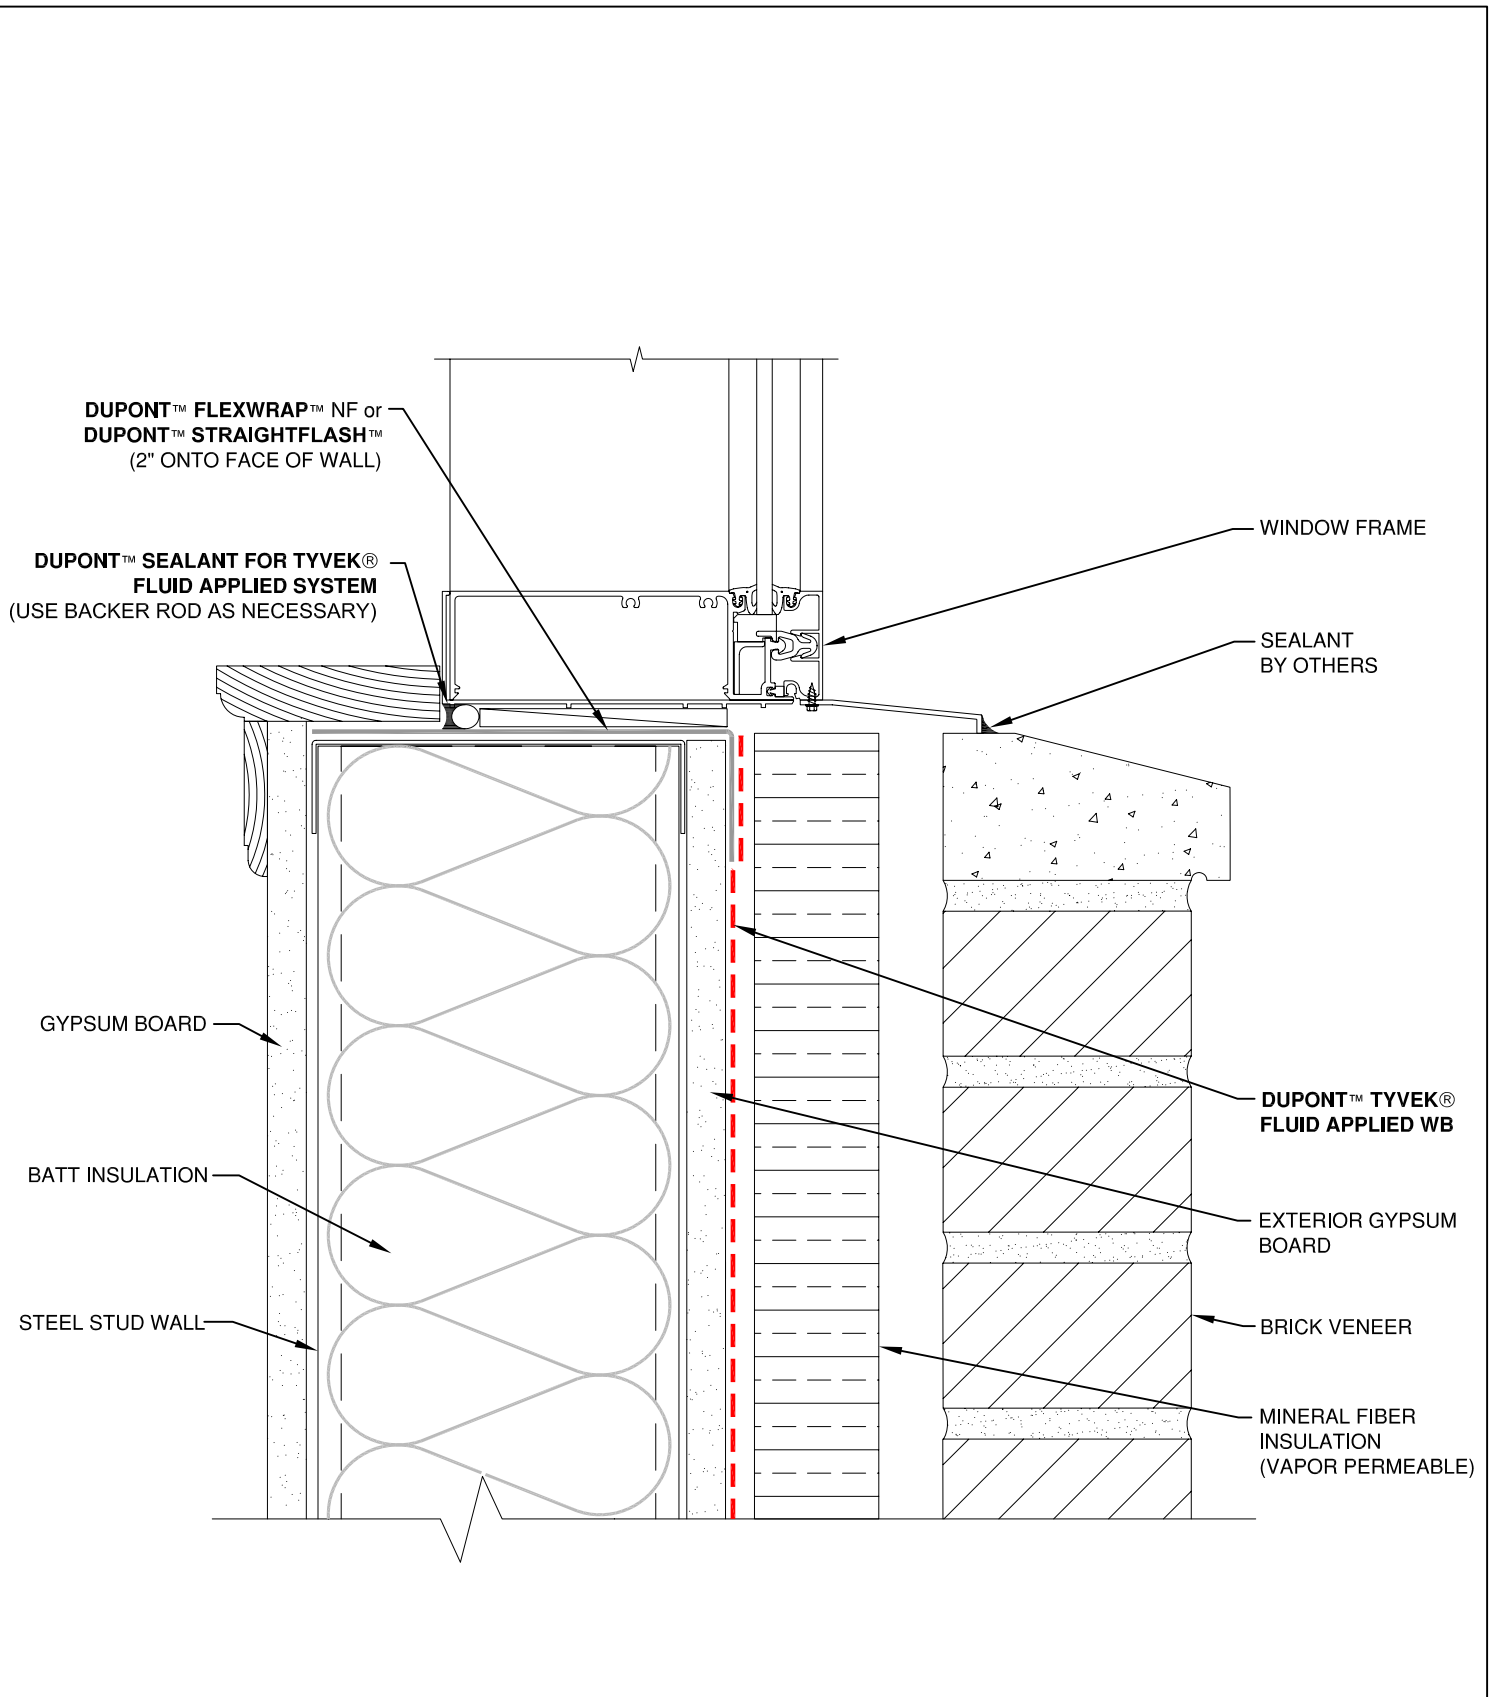 DUPONT™ FLEXWRAP™ NF or
DUPONT™ STRAIGHTFLASH™
(2" ONTO FACE OF WALL)
DUPONT™ SEALANT FOR TYVEK®
FLUID APPLIED SYSTEM
(USE BACKER ROD AS NECESSARY)
GYPSUM BOARD
BATT INSULATION
STEEL STUD WALL
WINDOW FRAME
SEALANT
BY OTHERS
DUPONT™ TYVEK®
FLUID APPLIED WB
EXTERIOR GYPSUM
BOARD
BRICK VENEER
MINERAL FIBER
INSULATION
(VAPOR PERMEABLE)